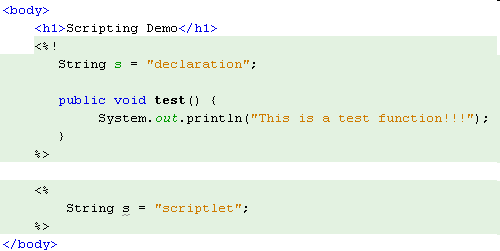 <body>
<h1>Scripting Demo</h1>
<%!
String s = "declaration";
public void test() {
System.out.println("This is a test function!!!");
}
%>
<%
String s = "scriptlet";
%>
</body>